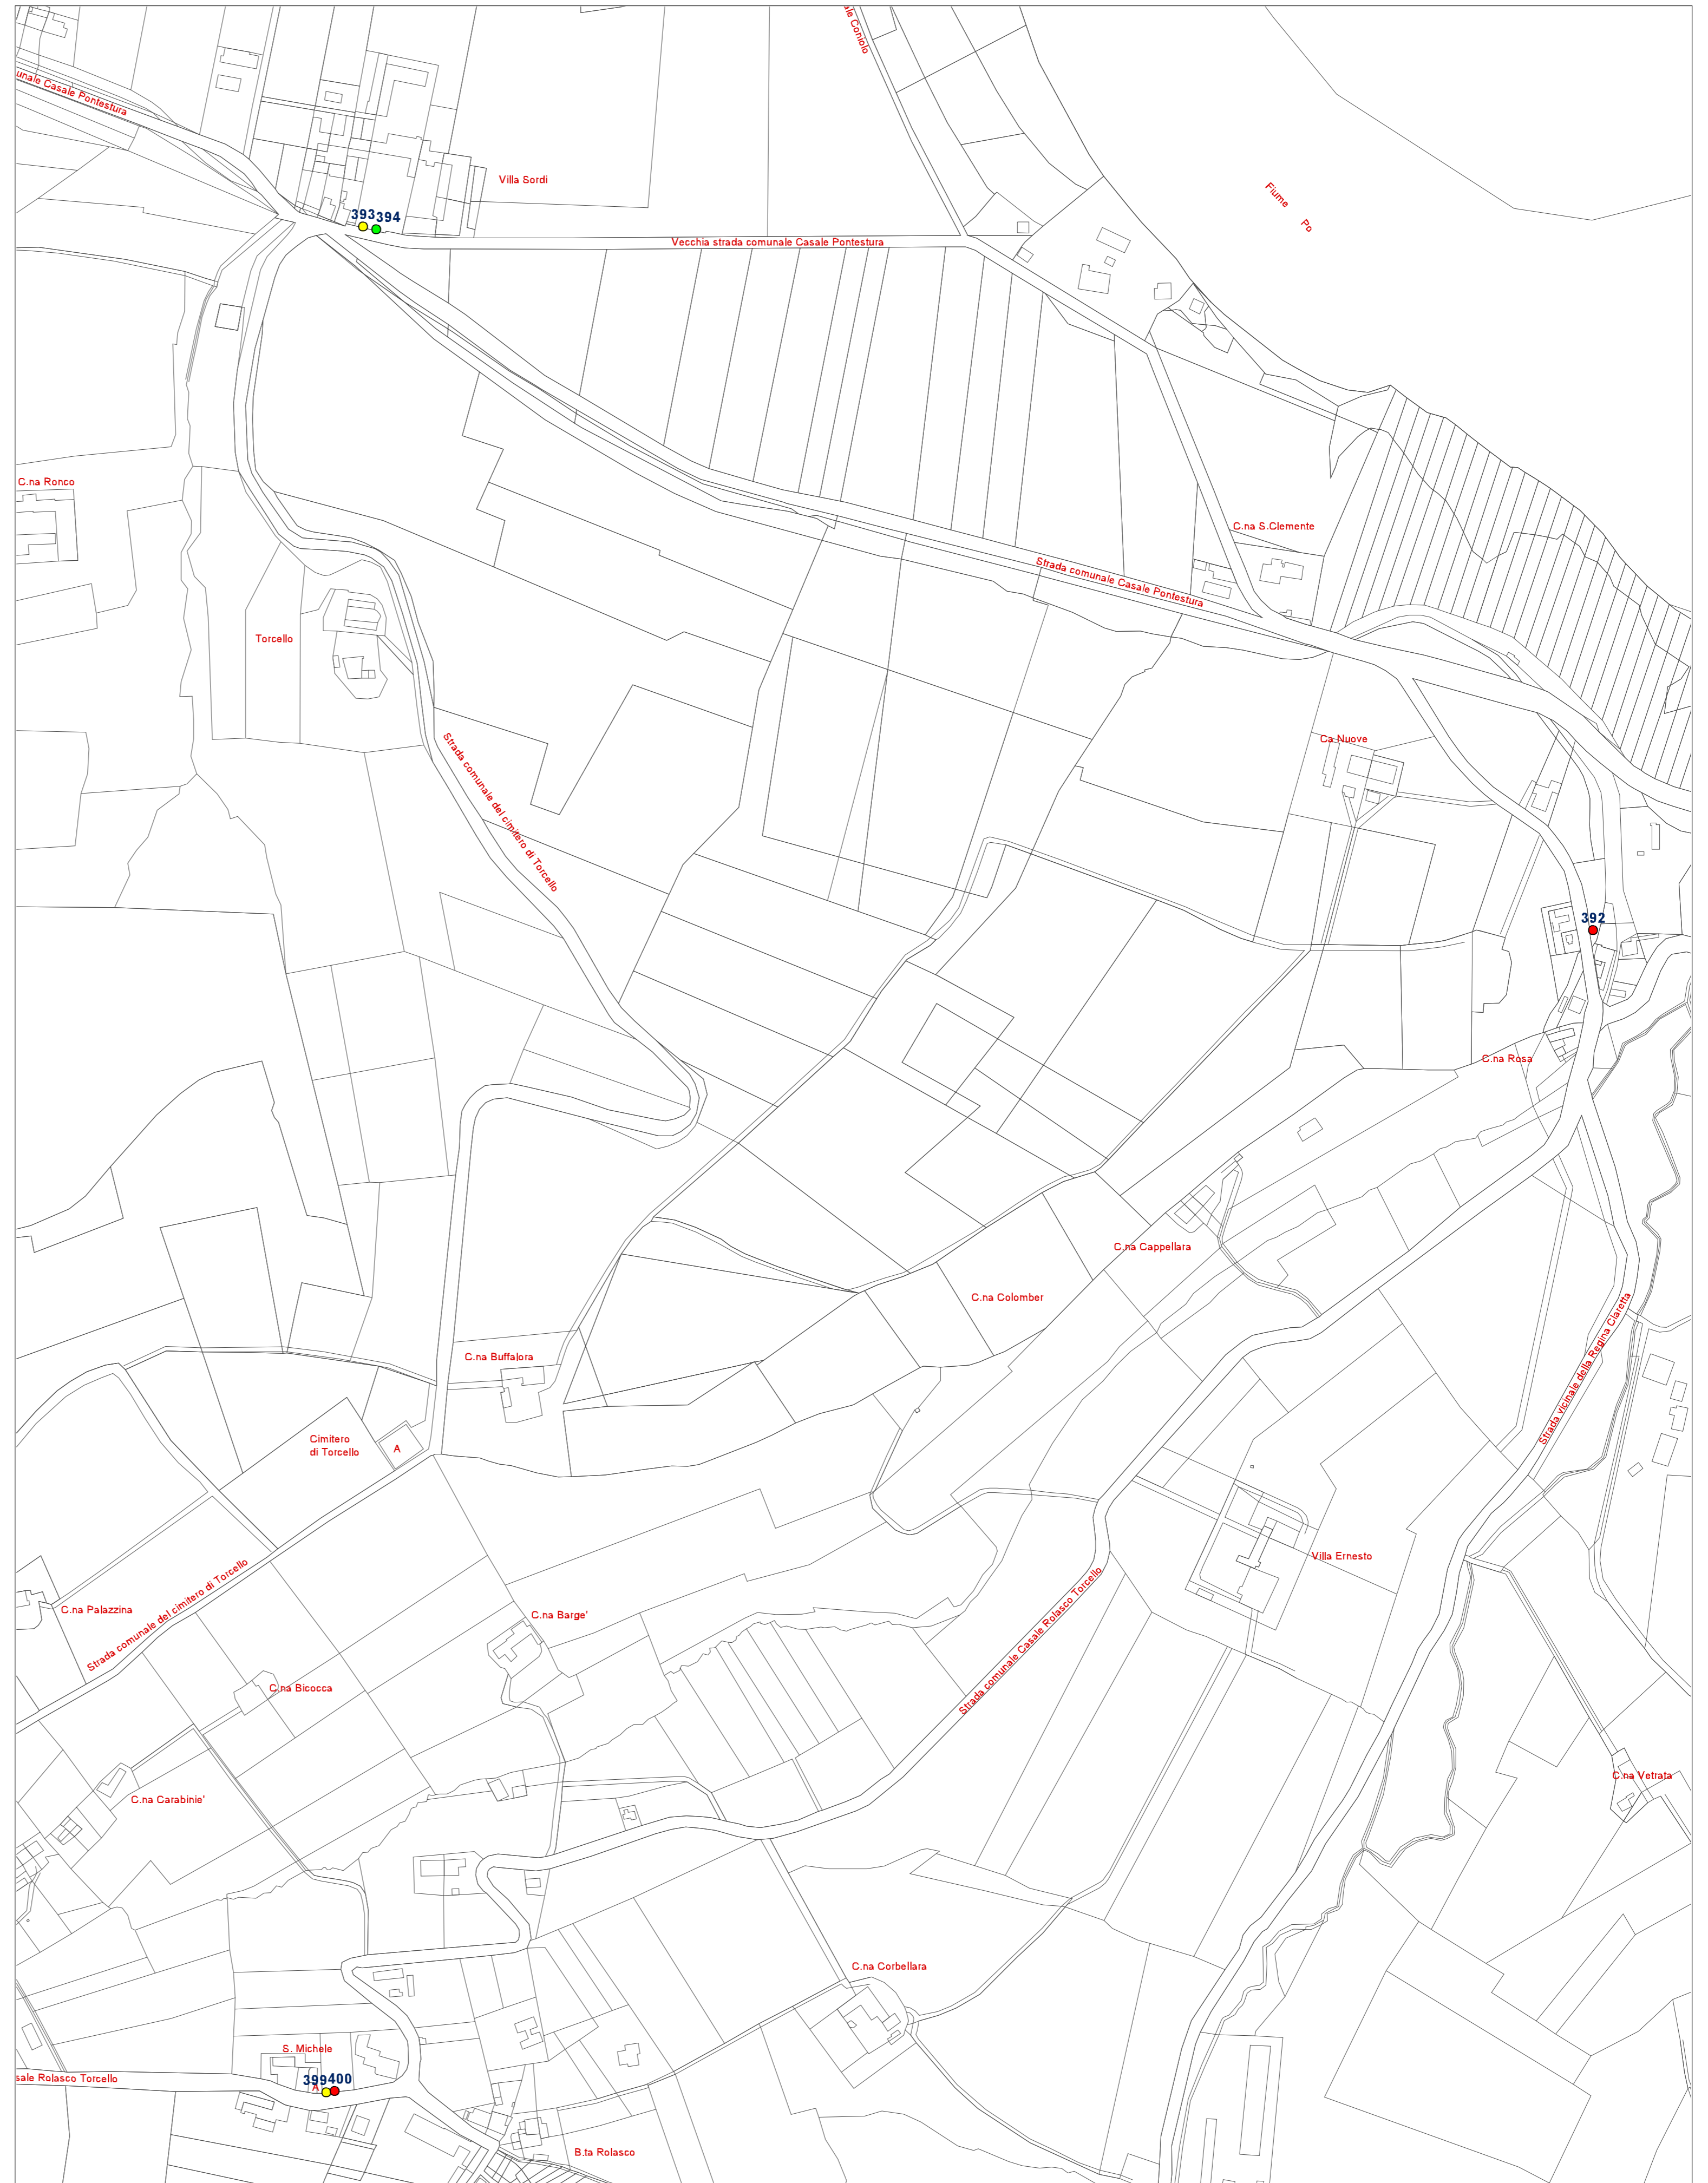 ale Coniolo
unale Casale Pontestura
Villa Sordi
Fiume
Po
393
394
Vecchia strada comunale Casale Pontestura
C.na Ronco
C.na S.Clemente
Strada comunale Casale Pontestura
Torcello
Ca Nuove
Strada comunale del cimitero di Torcello
392
C.na Rosa
C.na Cappellara
C.na Colomber
Strada vicinale della Regina Claretta
C.na Buffalora
Cimitero
di Torcello
A
Villa Ernesto
C.na Palazzina
Strada comunale del cimitero di Torcello
C.na Barge'
Strada comunale Casale Rolasco Torcello
C.na Bicocca
C.na Vetrata
C.na Carabinie'
C.na Corbellara
S. Michele
sale Rolasco Torcello
399
400
A
B.ta Rolasco